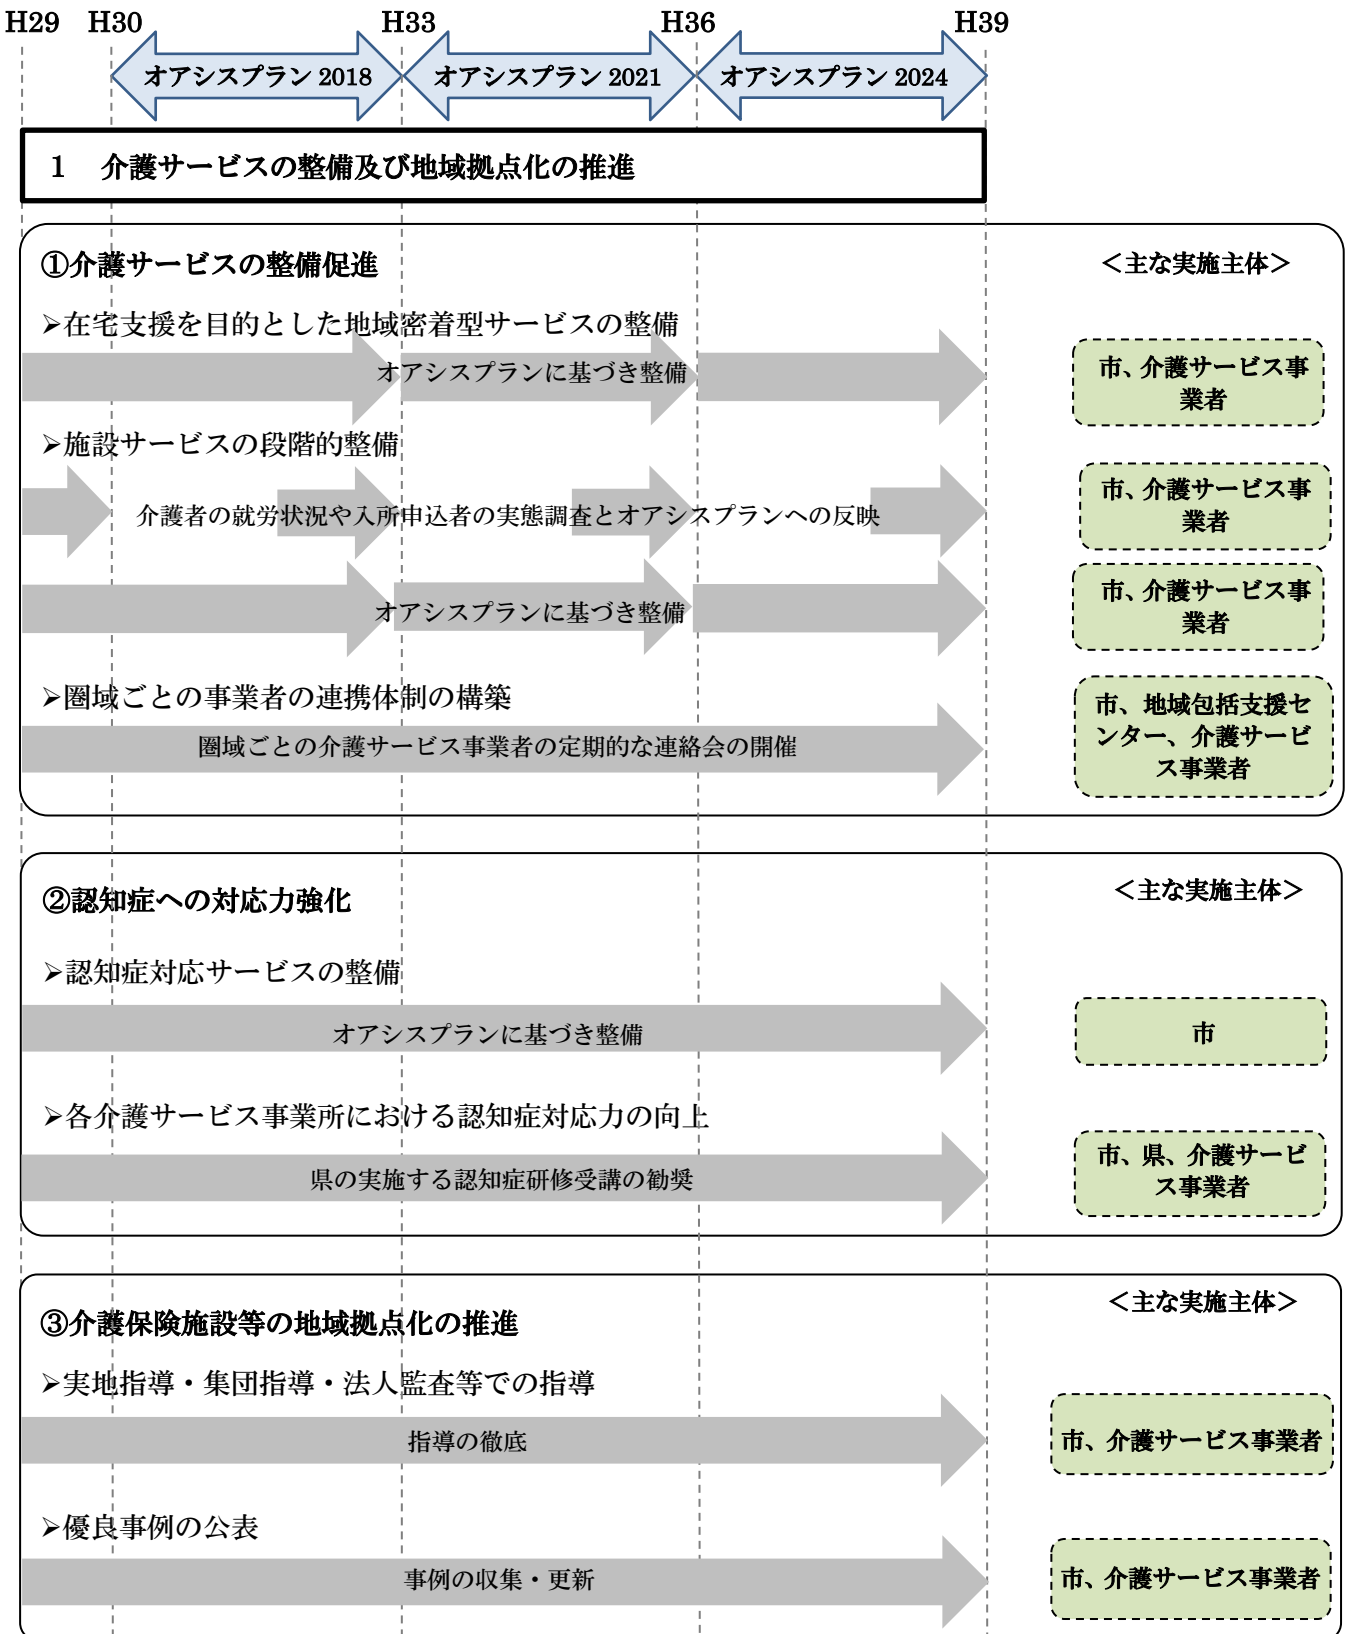 H29 H30 H33 H36 H39
オアシスプラン 2018 オアシスプラン 2021 オアシスプラン 2024
1 介護サービスの整備及び地域拠点化の推進
①介護サービスの整備促進 <主な実施主体>
➢在宅支援を目的とした地域密着型サービスの整備
オアシスプランに基づき整備
市、介護サービス事
業者
➢施設サービスの段階的整備
介護者の就労状況や入所申込者の実態調査とオアシスプランへの反映
市、介護サービス事
業者
オアシスプランに基づき整備
市、介護サービス事
業者
➢圏域ごとの事業者の連携体制の構築
圏域ごとの介護サービス事業者の定期的な連絡会の開催
市、地域包括支援セ
ンター、介護サービ
ス事業者
②認知症への対応力強化 <主な実施主体>
➢認知症対応サービスの整備
オアシスプランに基づき整備
市
➢各介護サービス事業所における認知症対応力の向上
県の実施する認知症研修受講の勧奨
市、県、介護サービ
ス事業者
③介護保険施設等の地域拠点化の推進 <主な実施主体>
➢実地指導・集団指導・法人監査等での指導
指導の徹底
市、介護サービス事業者
➢優良事例の公表
事例の収集・更新
市、介護サービス事業者